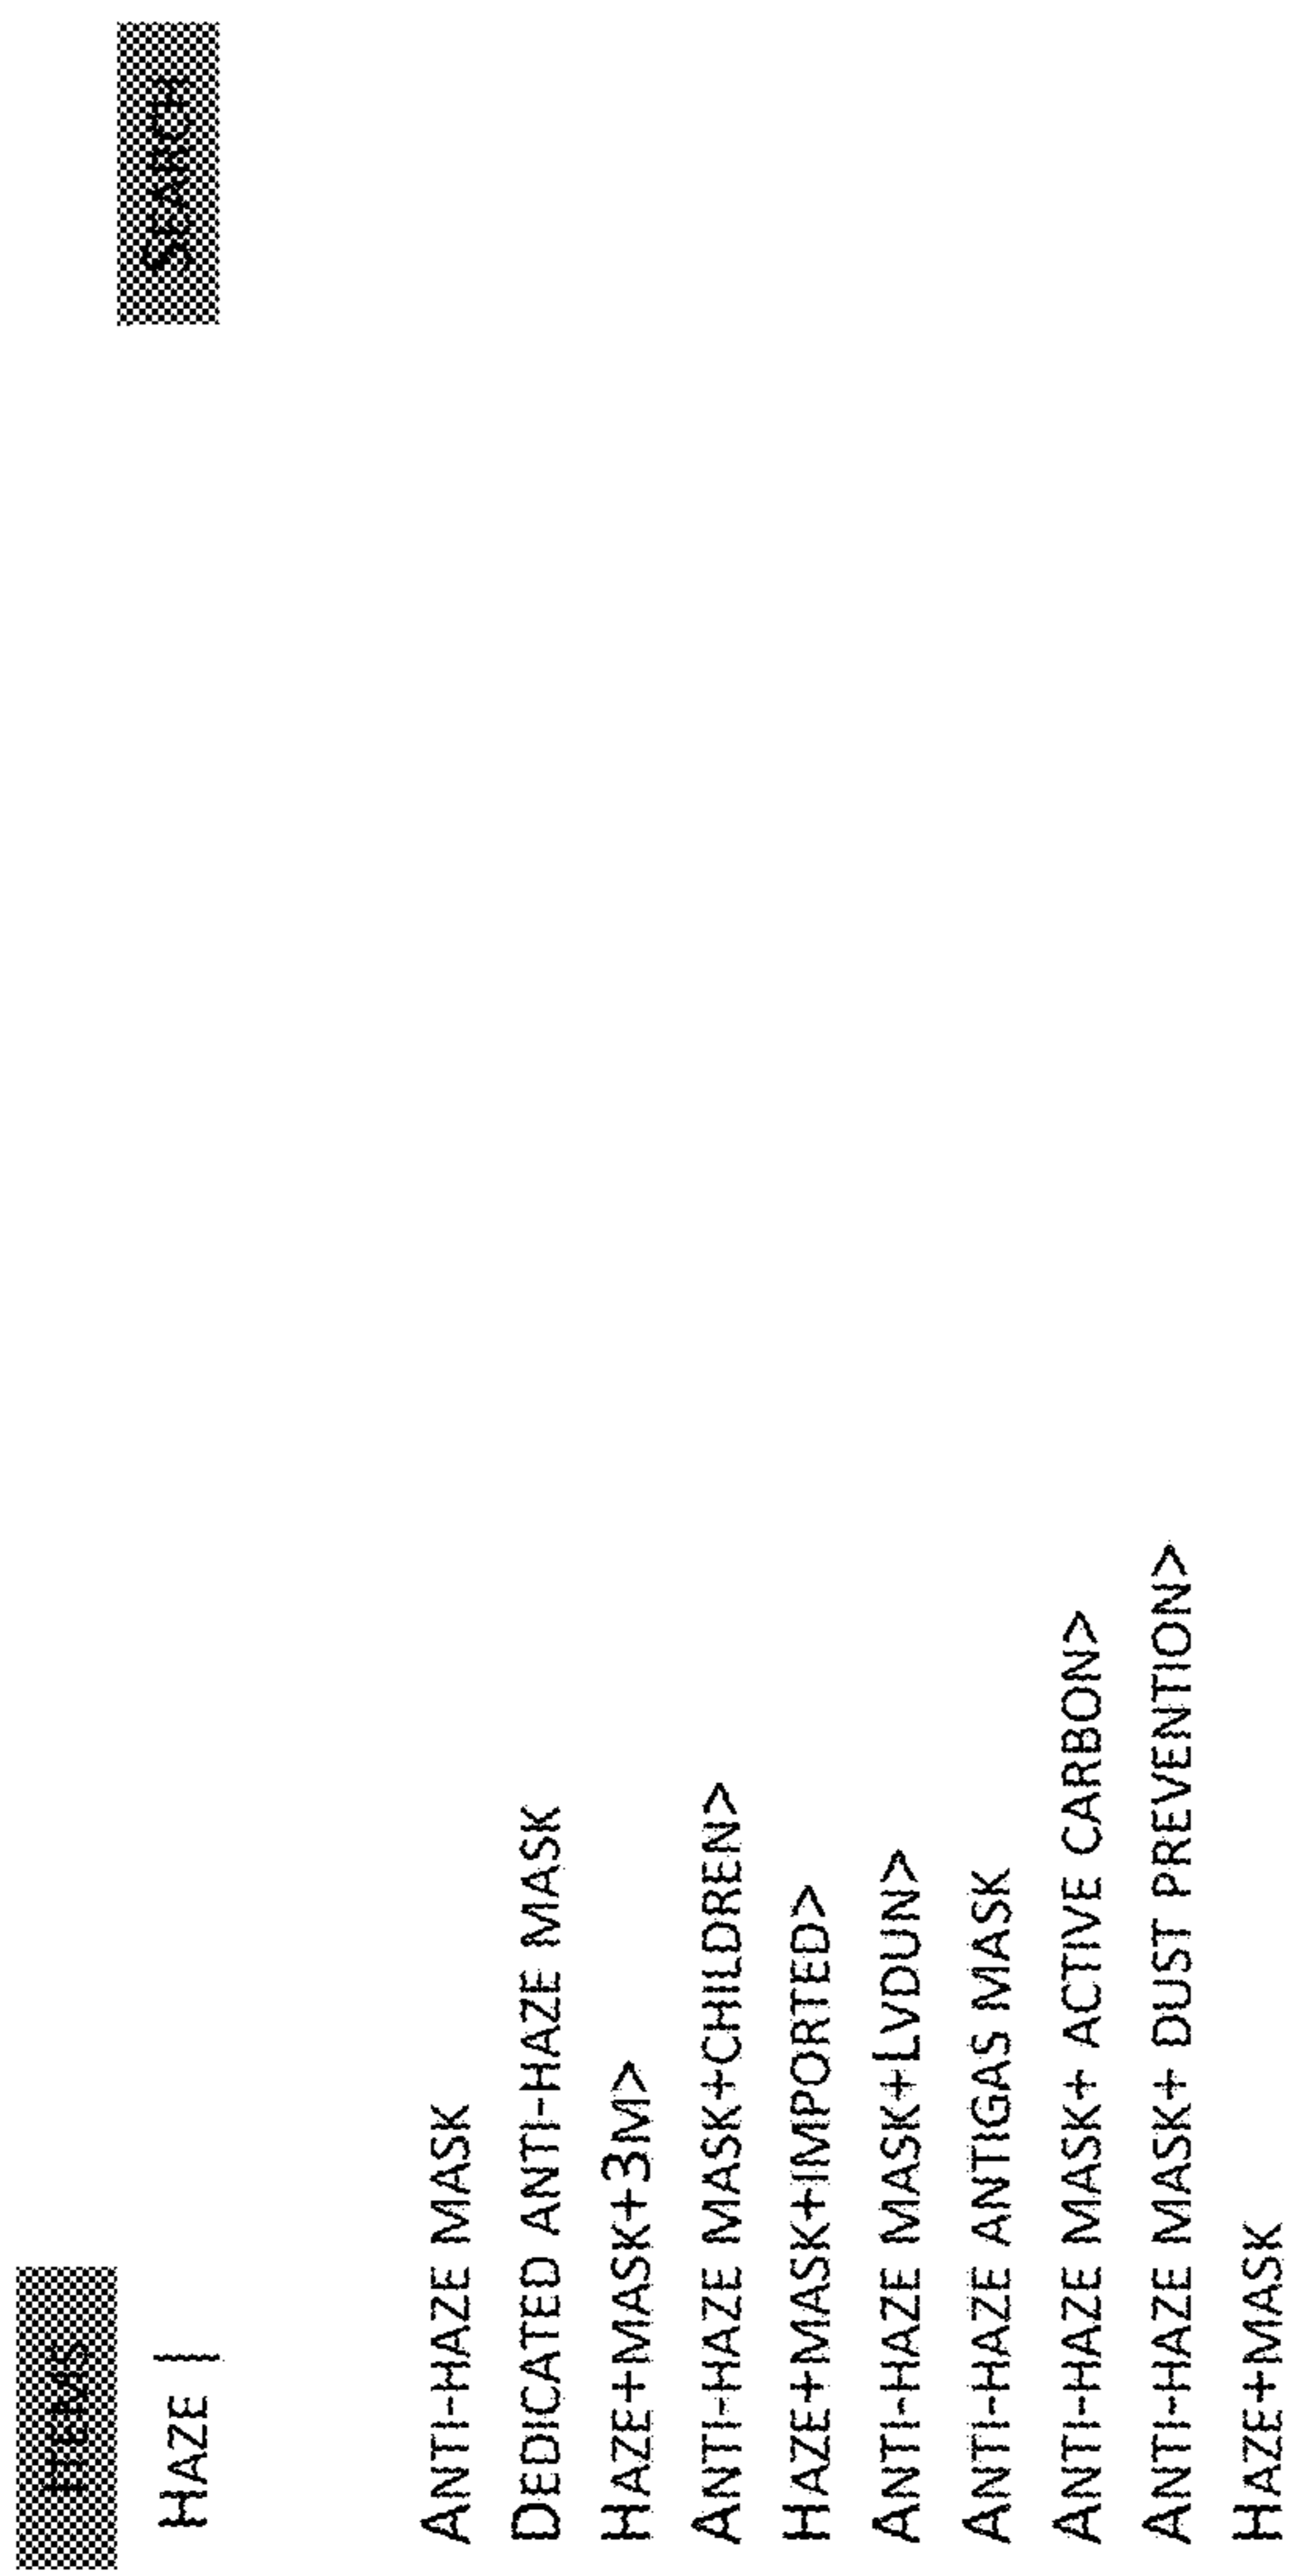 ITEMS
HAZE | SEARCH
ANTI-HAZE MASK
DEDICATED ANTI-HAZE MASK
HAZE+MASK+3M>
ANTI-HAZE MASK+CHILDREN>
HAZE+MASK+IMPORTED>
ANTI-HAZE MASK+LVDUN>
ANTI-HAZE ANTIGAS MASK
ANTI-HAZE MASK+ ACTIVE CARBON>
ANTI-HAZE MASK+ DUST PREVENTION>
HAZE+MASK